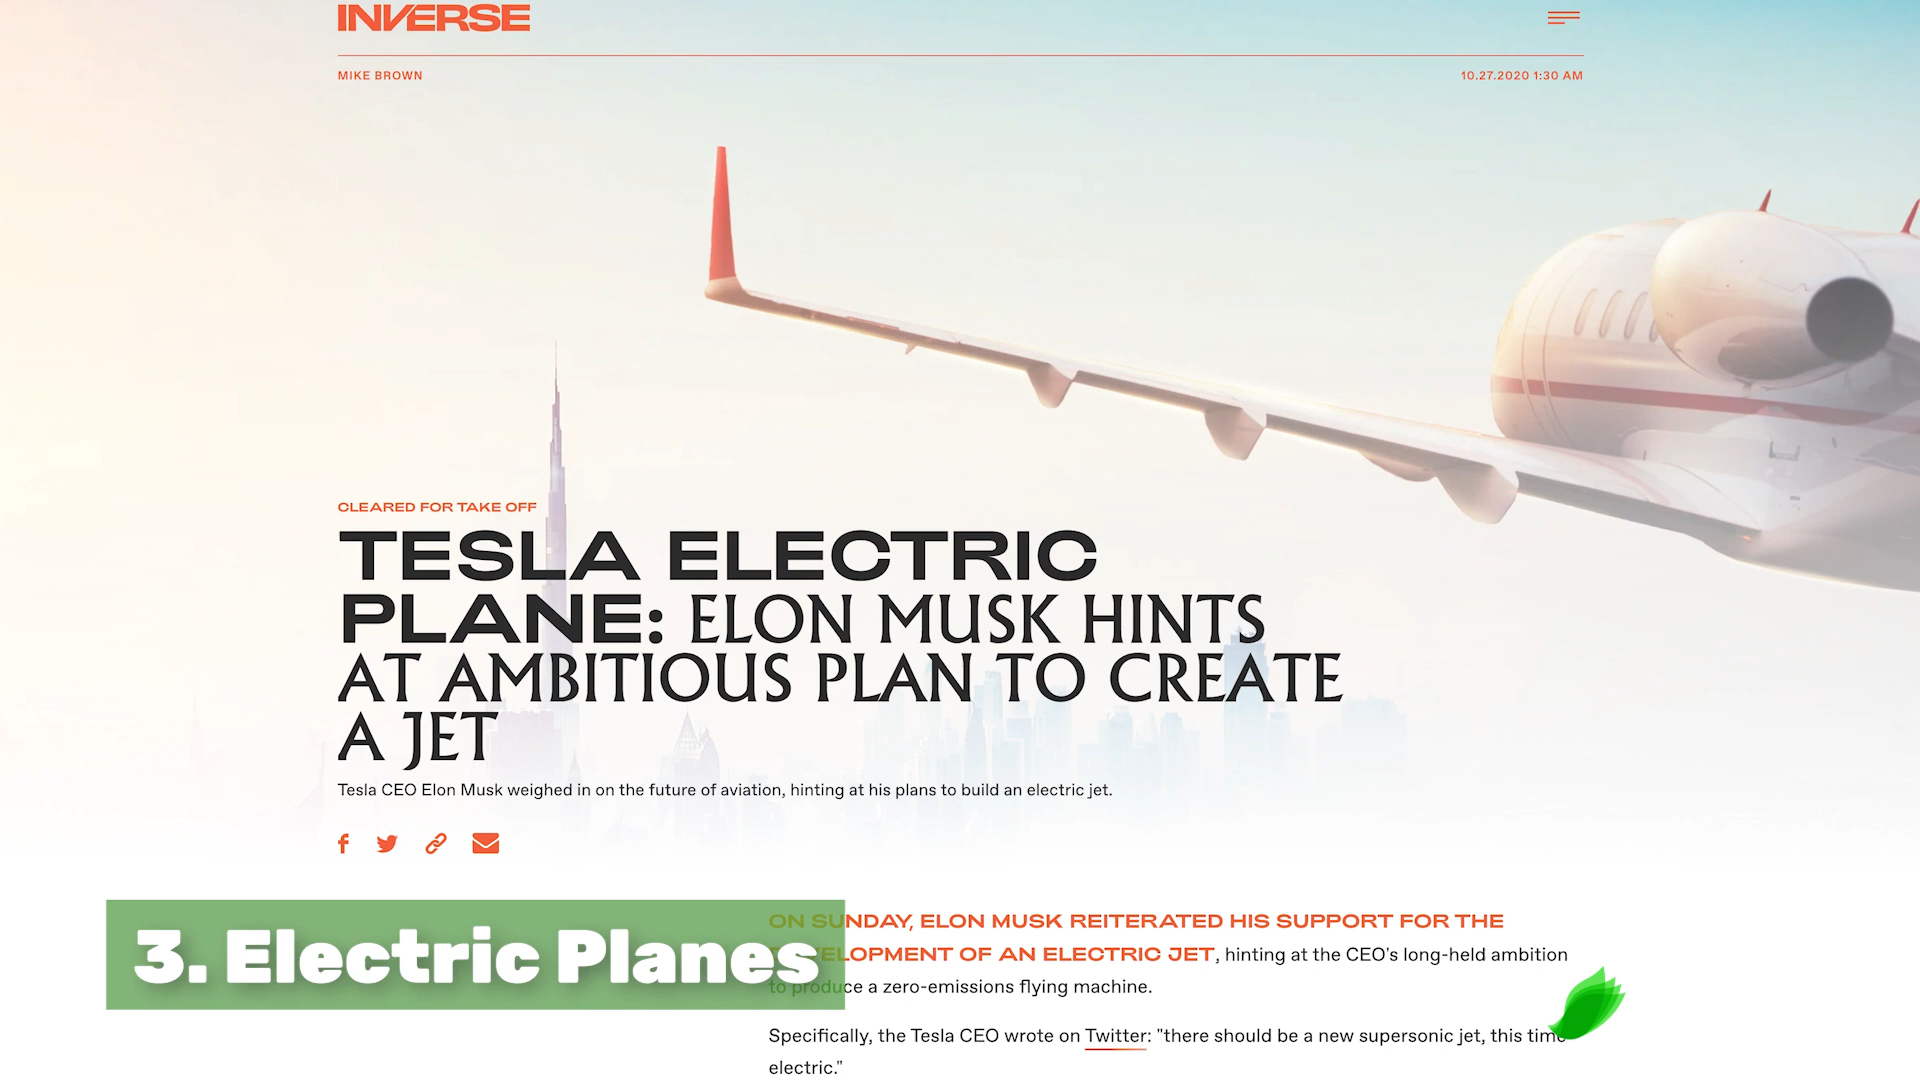 INVERSE
MIKE BROWN
10.27.2020 1:30 AM
CLEARED FOR TAKE OFF
TESLA ELECTRIC
PLANE: ELON MUSK HINTS
AT AMBITIOUS PLAN TO CREATE
A JET
Tesla CEO Elon Musk weighed in on the future of aviation, hinting at his plans to build an electric jet.
3. Electric Planes
ON SUNDAY, ELON MUSK REITERATED HIS SUPPORT FOR THE
DEVELOPMENT OF AN ELECTRIC JET, hinting at the CEO's long-held ambition
to produce a zero-emissions flying machine.
Specifically, the Tesla CEO wrote on Twitter: "there should be a new supersonic jet, this time
electric."